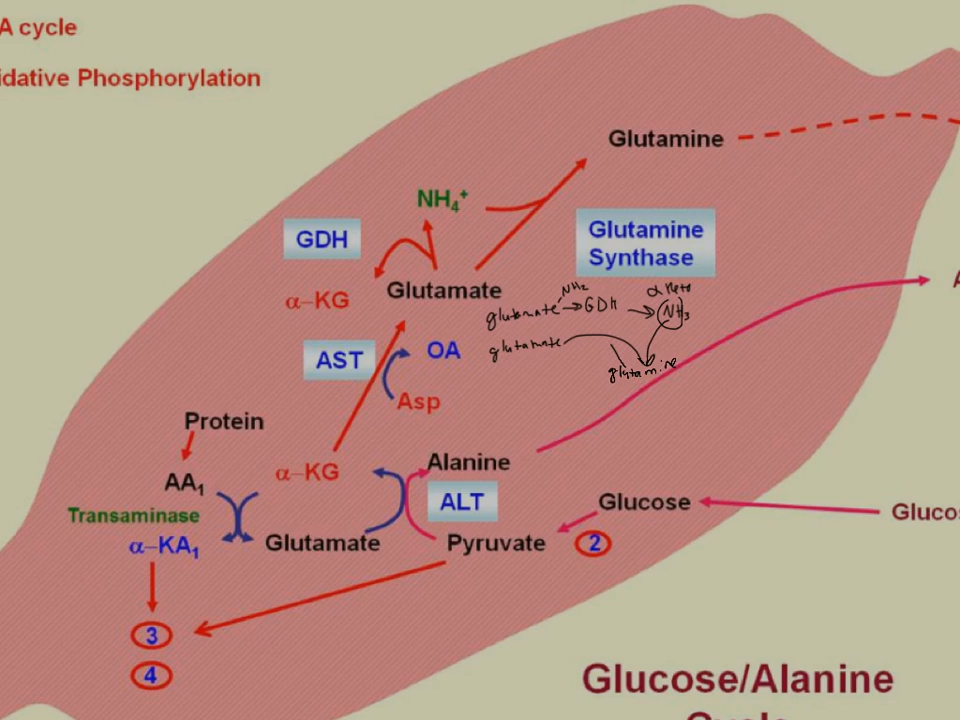 A cycle
idative Phosphorylation
Glutamine
NH4+
GDH
Glutamine
Synthase
α–KG
Glutamate
NH2
α Keto
glutamate → GDH → NH3
glutamate
glutamine
AST
OA
Asp
A
Protein
α–KG
Alanine
AA1
ALT
Glucose
Glucos
Transaminase
α–KA1
Glutamate
Pyruvate
2
3
4
Glucose/Alanine
Cycle